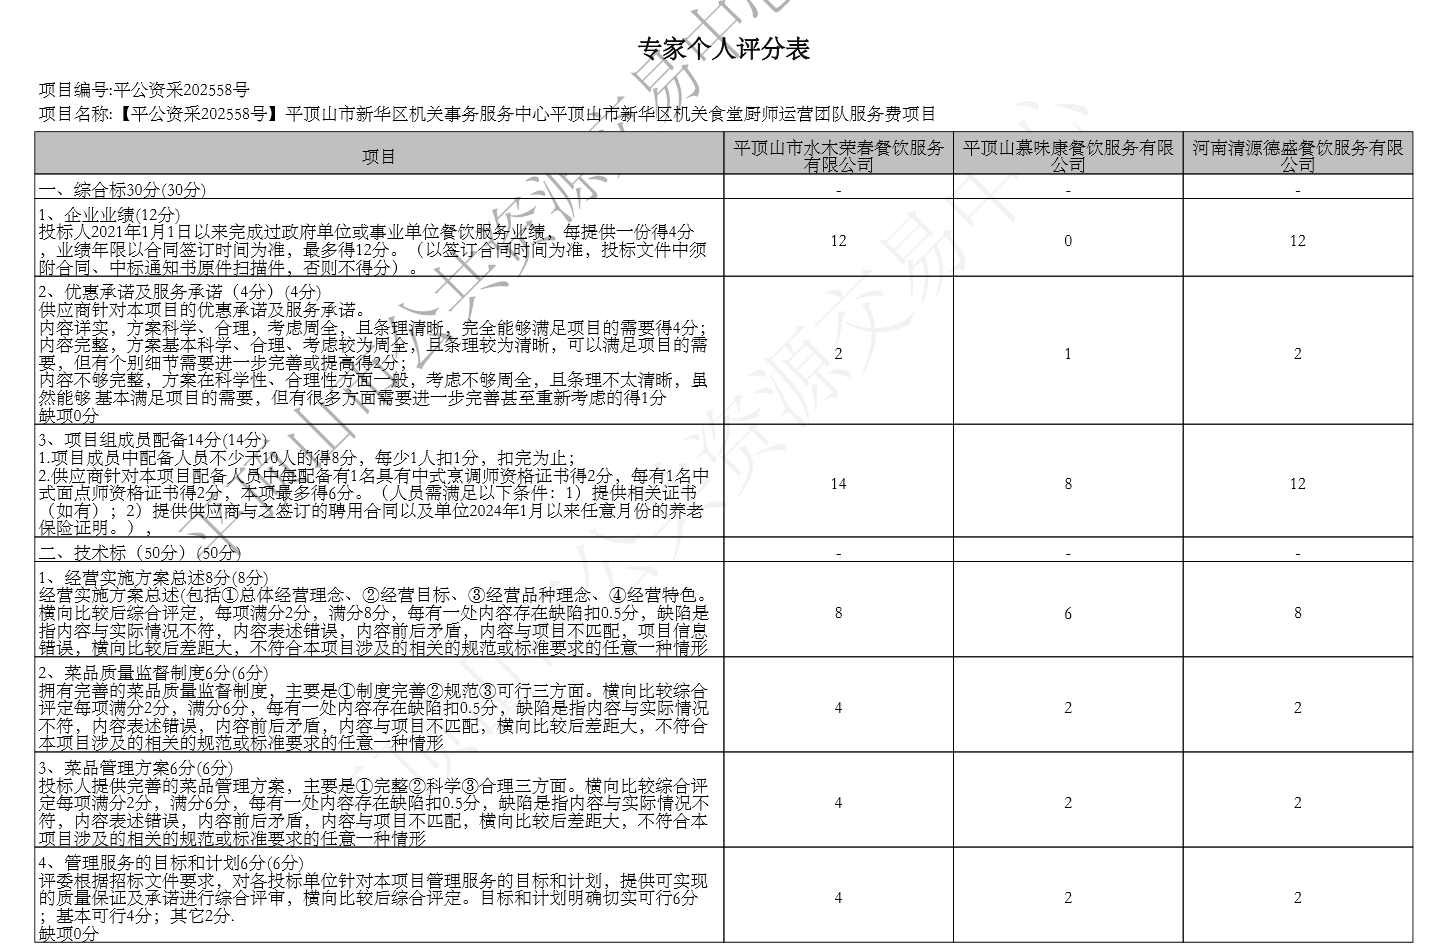 专家个人评分表
项目编号:平公资采202558号
项目名称:【平公资采202558号】平顶山市新华区机关事务服务中心平顶山市新华区机关食堂厨师运营团队服务费项目
项目
平顶山市水木荣春餐饮服务
有限公司
平顶山慕味康餐饮服务有限
公司
河南清源德盛餐饮服务有限
公司
一、综合标30分(30分)
-
-
-
1、企业业绩(12分)
投标人2021年1月1日以来完成过政府单位或事业单位餐饮服务业绩，每提供一份得4分
，业绩年限以合同签订时间为准，最多得12分。（以签订合同时间为准，投标文件中须
附合同、中标通知书原件扫描件，否则不得分）。
12
0
12
2、优惠承诺及服务承诺（4分）(4分)
供应商针对本项目的优惠承诺及服务承诺。
内容详实，方案科学、合理，考虑周全，且条理清晰，完全能够满足项目的需要得4分；
内容完整，方案基本科学、合理、考虑较为周全，且条理较为清晰，可以满足项目的需
要，但有个别细节需要进一步完善或提高得2分；
内容不够完整，方案在科学性、合理性方面一般，考虑不够周全，且条理不太清晰，虽
然能够 基本满足项目的需要，但有很多方面需要进一步完善甚至重新考虑的得1分
缺项0分
2
1
2
3、项目组成员配备14分(14分)
1.项目成员中配备人员不少于10人的得8分，每少1人扣1分，扣完为止；
2.供应商针对本项目配备人员中每配备有1名具有中式烹调师资格证书得2分，每有1名中
式面点师资格证书得2分，本项最多得6分。（人员需满足以下条件：1）提供相关证书
（如有）；2）提供供应商与之签订的聘用合同以及单位2024年1月以来任意月份的养老
保险证明。），
14
8
12
二、技术标（50分）(50分)
-
-
-
1、经营实施方案总述8分(8分)
经营实施方案总述(包括①总体经营理念、②经营目标、③经营品种理念、④经营特色。
横向比较后综合评定，每项满分2分，满分8分，每有一处内容存在缺陷扣0.5分，缺陷是
指内容与实际情况不符，内容表述错误，内容前后矛盾，内容与项目不匹配，项目信息
错误，横向比较后差距大，不符合本项目涉及的相关的规范或标准要求的任意一种情形
8
6
8
2、菜品质量监督制度6分(6分)
拥有完善的菜品质量监督制度，主要是①制度完善②规范③可行三方面。横向比较综合
评定每项满分2分，满分6分，每有一处内容存在缺陷扣0.5分，缺陷是指内容与实际情况
不符，内容表述错误，内容前后矛盾，内容与项目不匹配，横向比较后差距大，不符合
本项目涉及的相关的规范或标准要求的任意一种情形
4
2
2
3、菜品管理方案6分(6分)
投标人提供完善的菜品管理方案，主要是①完整②科学③合理三方面。横向比较综合评
定每项满分2分，满分6分，每有一处内容存在缺陷扣0.5分，缺陷是指内容与实际情况不
符，内容表述错误，内容前后矛盾，内容与项目不匹配，横向比较后差距大，不符合本
项目涉及的相关的规范或标准要求的任意一种情形
4
2
2
4、管理服务的目标和计划6分(6分)
评委根据招标文件要求，对各投标单位针对本项目管理服务的目标和计划，提供可实现
的质量保证及承诺进行综合评审，横向比较后综合评定。目标和计划明确切实可行6分
；基本可行4分；其它2分.
缺项0分
4
2
2
平顶山市公共资源交易中心
平顶山市公共资源交易中心